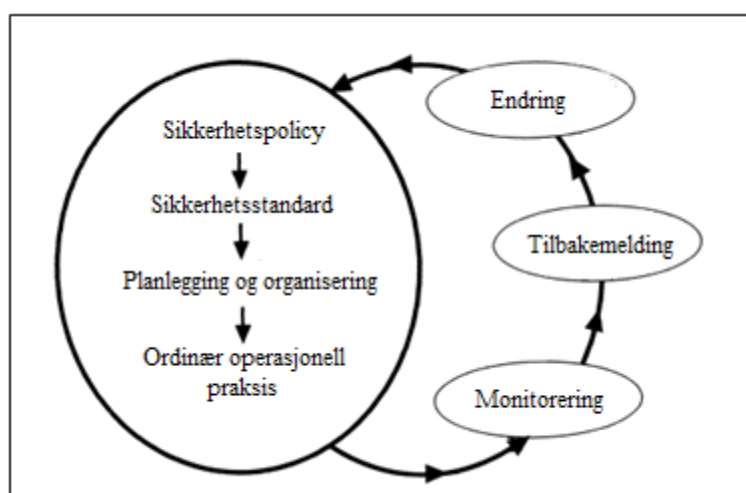 Sikkerhetspolicy
Sikkerhetsstandard
Planlegging og organisering
Ordinær operasjonell
praksis
Endring
Tilbakemelding
Monitorering